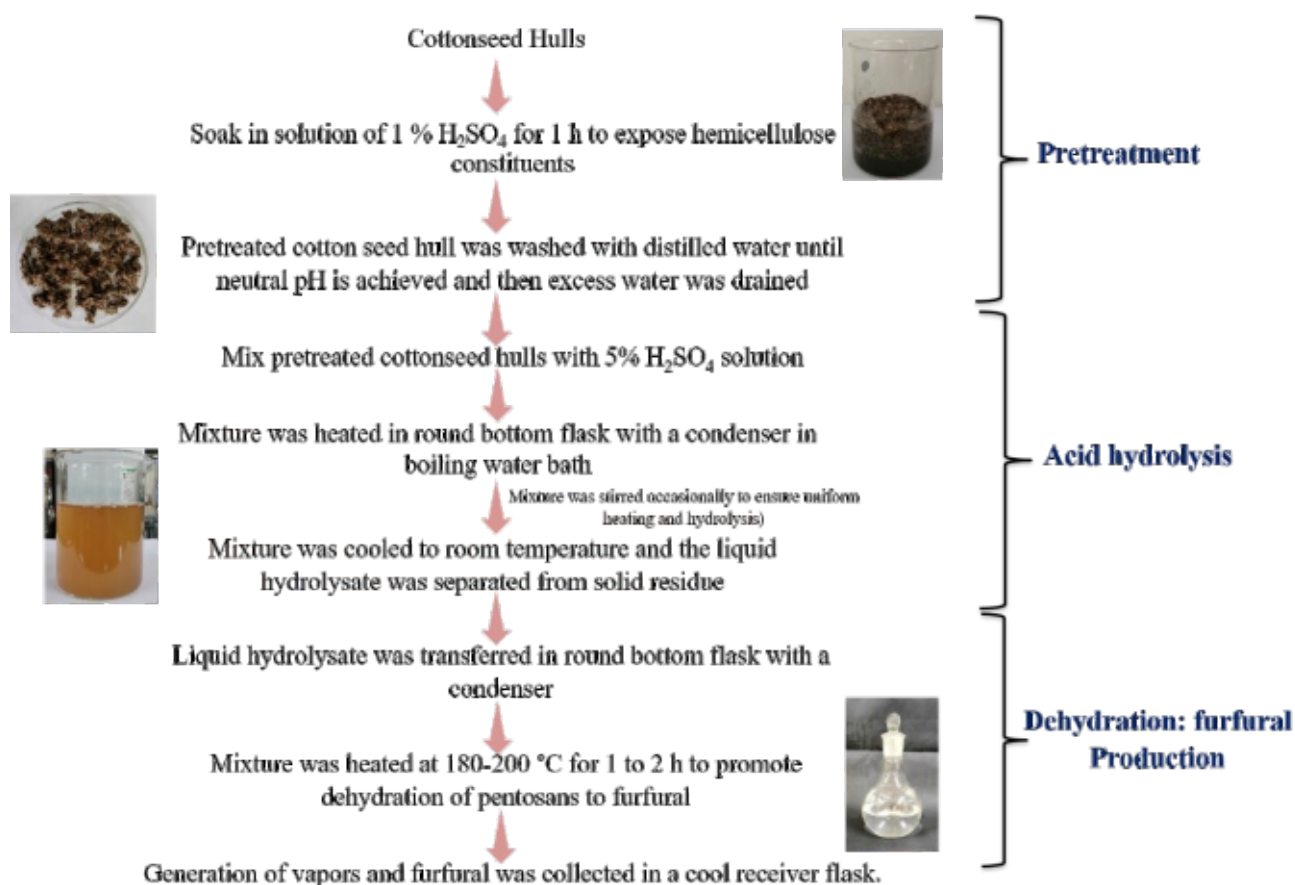 Cottonseed Hulls
Soak in solution of 1 % H₂SO₄ for 1 h to expose hemicellulose
constituents
Pretreatment
Pretreated cotton seed hull was washed with distilled water until
neutral pH is achieved and then excess water was drained
Mix pretreated cottonseed hulls with 5% H₂SO₄ solution
Mixture was heated in round bottom flask with a condenser in
boiling water bath
Acid hydrolysis
Mixture was stirred occasionally to ensure uniform
heating and hydrolysis)
Mixture was cooled to room temperature and the liquid
hydrolysate was separated from solid residue
Liquid hydrolysate was transferred in round bottom flask with a
condenser
Dehydration: furfural
Production
Mixture was heated at 180-200 °C for 1 to 2 h to promote
dehydration of pentosans to furfural
Generation of vapors and furfural was collected in a cool receiver flask.